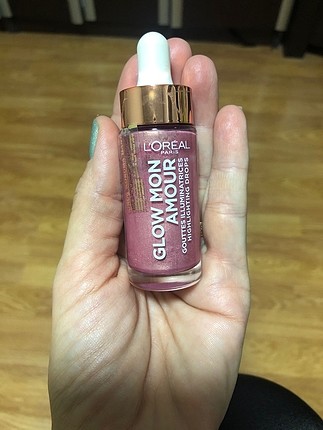 L'ORÉAL
PARIS
GLOW MON
AMOUR
GOUTTES ILLUMINATRICES
HIGHLIGHTING DROPS